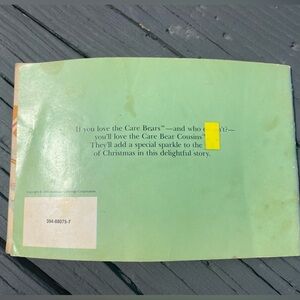 If you love the Care Bears™—and who
you'll love the Care Bear Cousins
They'll add a special sparkle to the
of Christmas in this delightful story.
394-88075-7